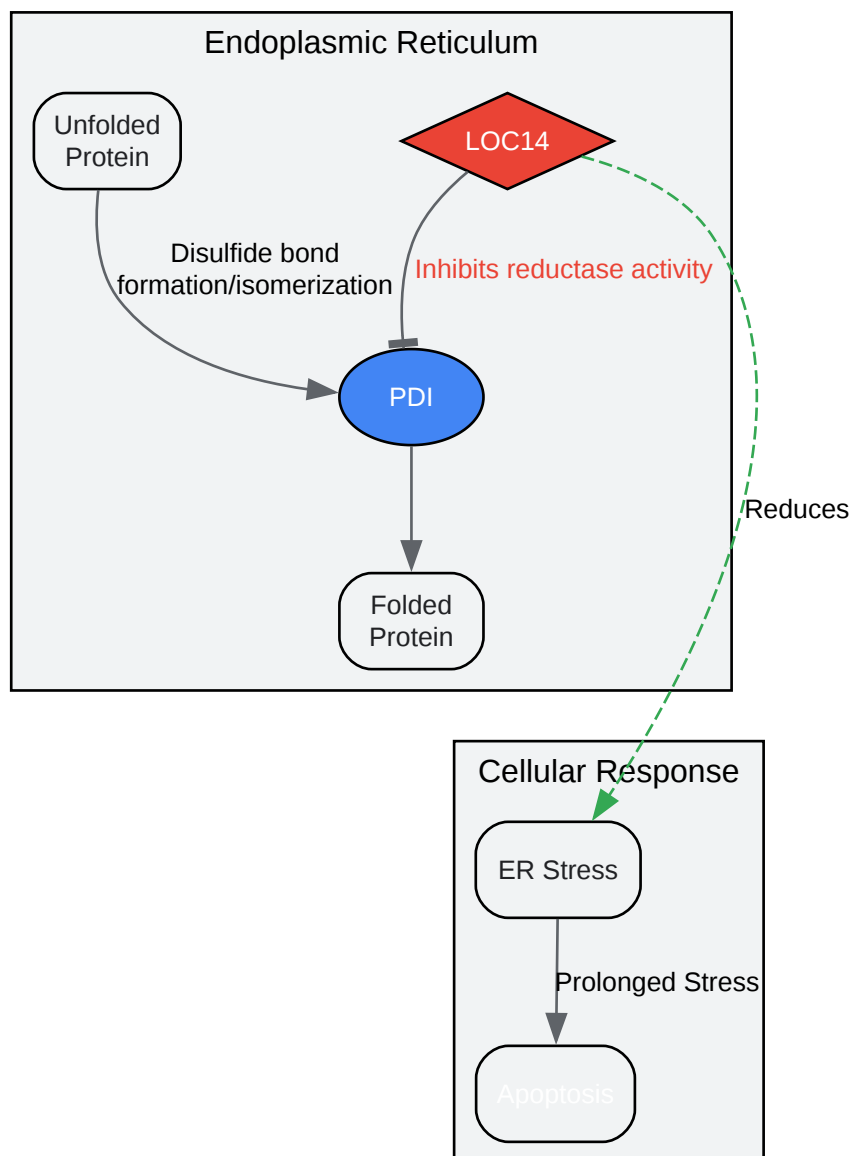 Endoplasmic Reticulum
Unfolded
Protein
LOC14
Disulfide bond
formation/isomerization
Inhibits reductase activity
PDI
Reduces
Folded
Protein
Cellular Response
ER Stress
Prolonged Stress
Apoptosis